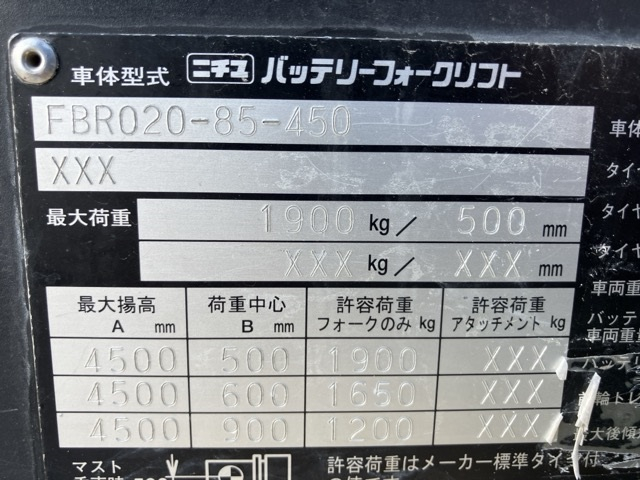 車体型式 ニチユ バッテリーフォークリフト
FBRO20-85-450
XXX
最大荷重 1900 kg/ 500 mm
XXX kg/ XXX mm
最大揚高 荷重中心 許容荷重 許容荷重
A mm B mm フォークのみ kg アタッチメント kg
4500 500 1900 XXX
4500 600 1650 XXX
4500 900 1200 XXX
マスト 許容荷重はメーカー標準タイヤ付
車体
タイ
タイヤ
タイヤ
車両重量
バッテ
車両重量